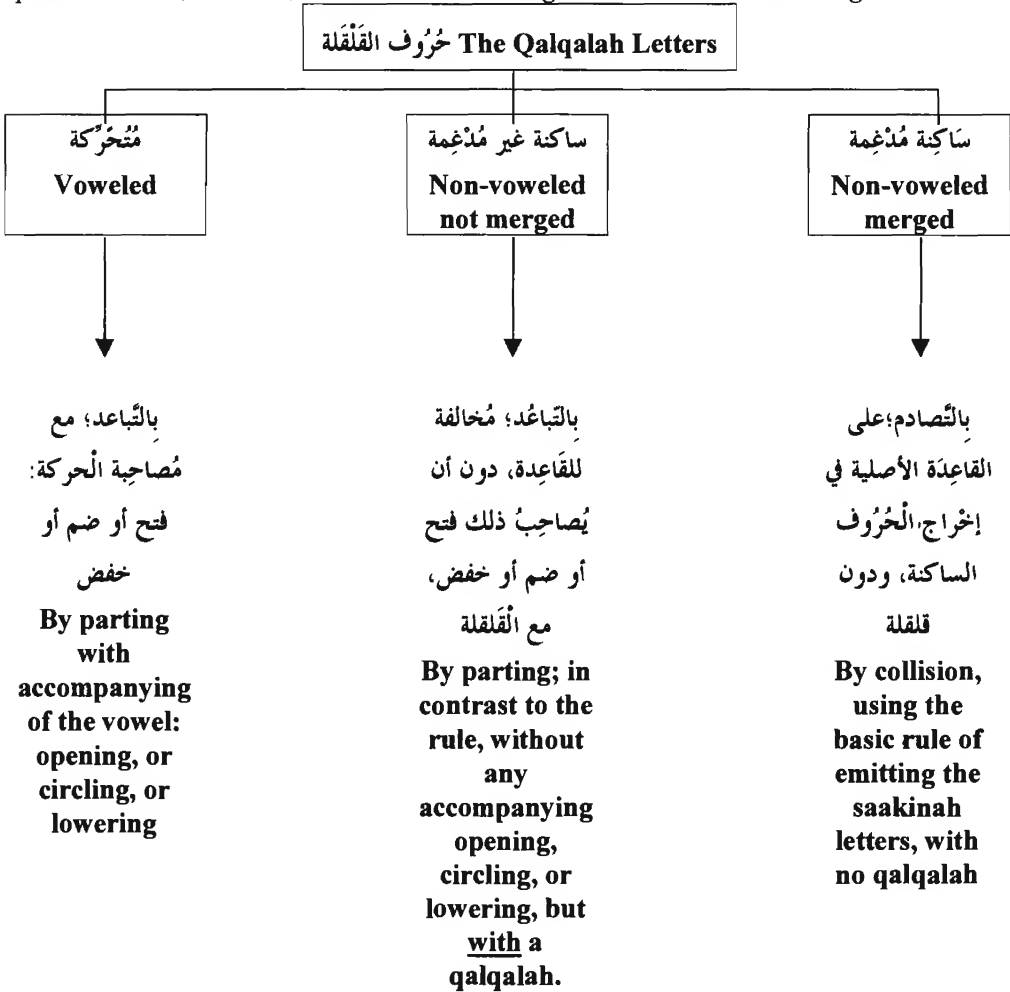 حُرُوف القَلْقَلة The Qalqalah Letters
مُتُحَرِّكة
Voweled
ساكنة غير مُدْغِمة
Non-voweled
not merged
سَاكِنة مُدْغِمة
Non-voweled
merged
بِالتَّباعد؛ مع
مُصاحِبة الْحركة:
فتح أو ضم أو
خفض
By parting
with
accompanying
of the vowel:
opening, or
circling, or
lowering
بِالتّباعُد؛ مُخالفة
للقَاعِدة، دون أن
يُصاحِبُ ذلك فتح
أو ضم أو خفض،
مع الْقَلقلة
By parting; in
contrast to the
rule, without
any
accompanying
opening,
circling, or
lowering, but
with a
qalqalah.
بِالتَّصادم؛على
القاعِدَة الأصلية في
إخْراج الْحُرُوف
الساكنة، ودون
قلقلة
By collision,
using the
basic rule of
emitting the
saakinah
letters, with
no qalqalah